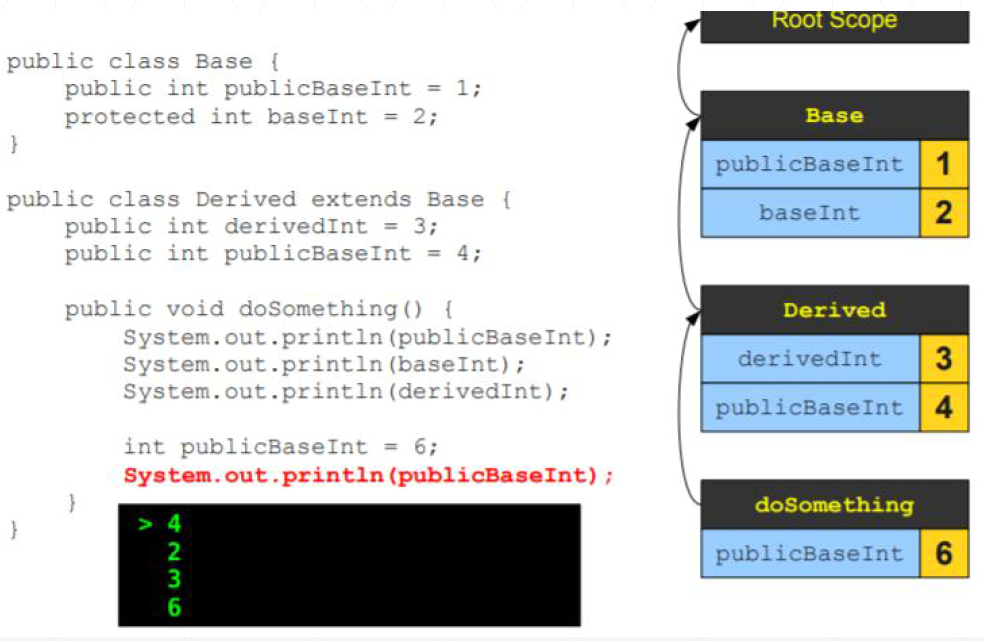 public class Base {
public int publicBaseInt = 1;
protected int baseInt = 2;
}
public class Derived extends Base {
public int derivedInt = 3;
public int publicBaseInt = 4;
public void doSomething() {
System.out.println(publicBaseInt);
System.out.println(baseInt);
System.out.println(derivedInt);
int publicBaseInt = 6;
System.out.println(publicBaseInt);
}
}
> 4
2
3
6
Root Scope
Base
publicBaseInt 1
baseInt 2
Derived
derivedInt 3
publicBaseInt 4
doSomething
publicBaseInt 6